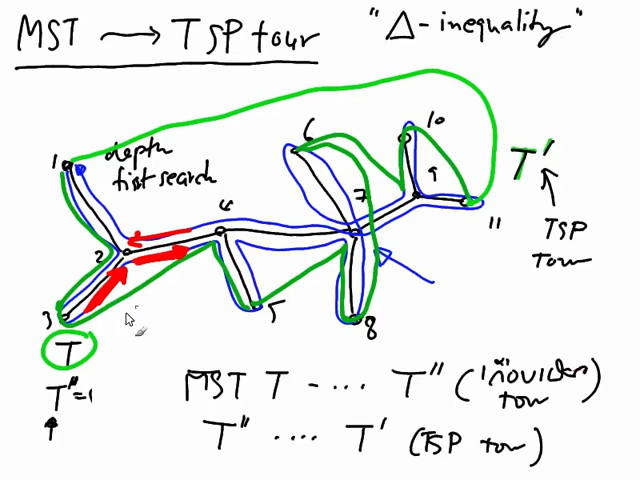 MST → TSP tour
"Δ-inequality"
1
depth
first search
2
3
4
5
6
7
8
9
10
11
T'
TSP
tour
T
T"
MST T - ... T" (
tour)
T" .... T' (TSP tour)